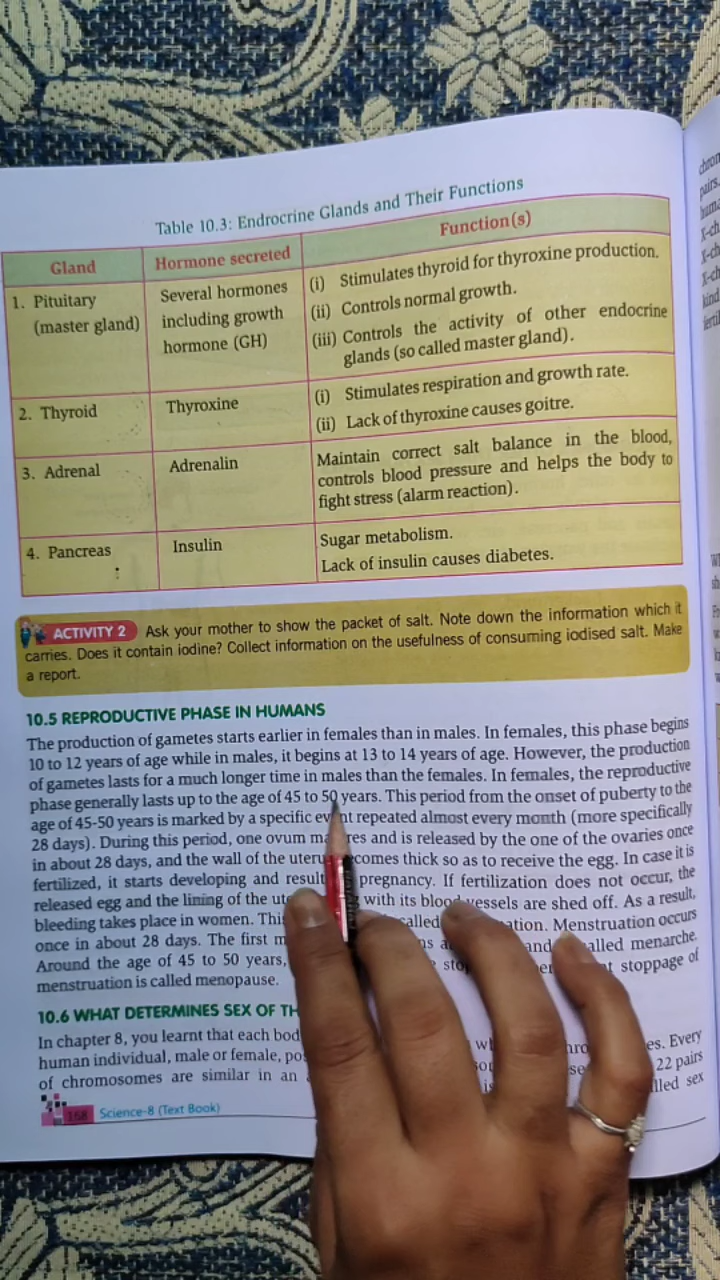 Table 10.3: Endrocrine Glands and Their Functions
Gland
Hormone secreted
Function(s)
1. Pituitary
(master gland)
Several hormones
including growth
hormone (GH)
(i) Stimulates thyroid for thyroxine production.
(ii) Controls normal growth.
(iii) Controls the activity of other endocrine
glands (so called master gland).
2. Thyroid
Thyroxine
(i) Stimulates respiration and growth rate.
(ii) Lack of thyroxine causes goitre.
3. Adrenal
Adrenalin
Maintain correct salt balance in the blood,
controls blood pressure and helps the body to
fight stress (alarm reaction).
4. Pancreas
Insulin
Sugar metabolism.
Lack of insulin causes diabetes.
ACTIVITY 2 Ask your mother to show the packet of salt. Note down the information which it
carries. Does it contain iodine? Collect information on the usefulness of consuming iodised salt. Make
a report.
10.5 REPRODUCTIVE PHASE IN HUMANS
The production of gametes starts earlier in females than in males. In females, this phase begins
10 to 12 years of age while in males, it begins at 13 to 14 years of age. However, the production
of gametes lasts for a much longer time in males than the females. In females, the reproductive
phase generally lasts up to the age of 45 to 50 years. This period from the onset of puberty to the
age of 45-50 years is marked by a specific event repeated almost every month (more specifically
28 days). During this period, one ovum and is released by the one of the ovaries once
in about 28 days, and the wall of the thick so as to receive the egg. In case it is
fertilized, it starts developing and pregnancy. If fertilization does not occur, the
released egg and the lining of the with its blood vessels are shed off. As a result,
bleeding takes place in women. called Menstruation occurs
once in about 28 days. The first and called menarche.
Around the age of 45 to 50 years, stoppage of
menstruation is called menopause.
10.6 WHAT DETERMINES SEX OF
In chapter 8, you learnt that each Every
human individual, male or female, 22 pairs
of chromosomes are similar in an sex
168 Science-8 (Text Book)